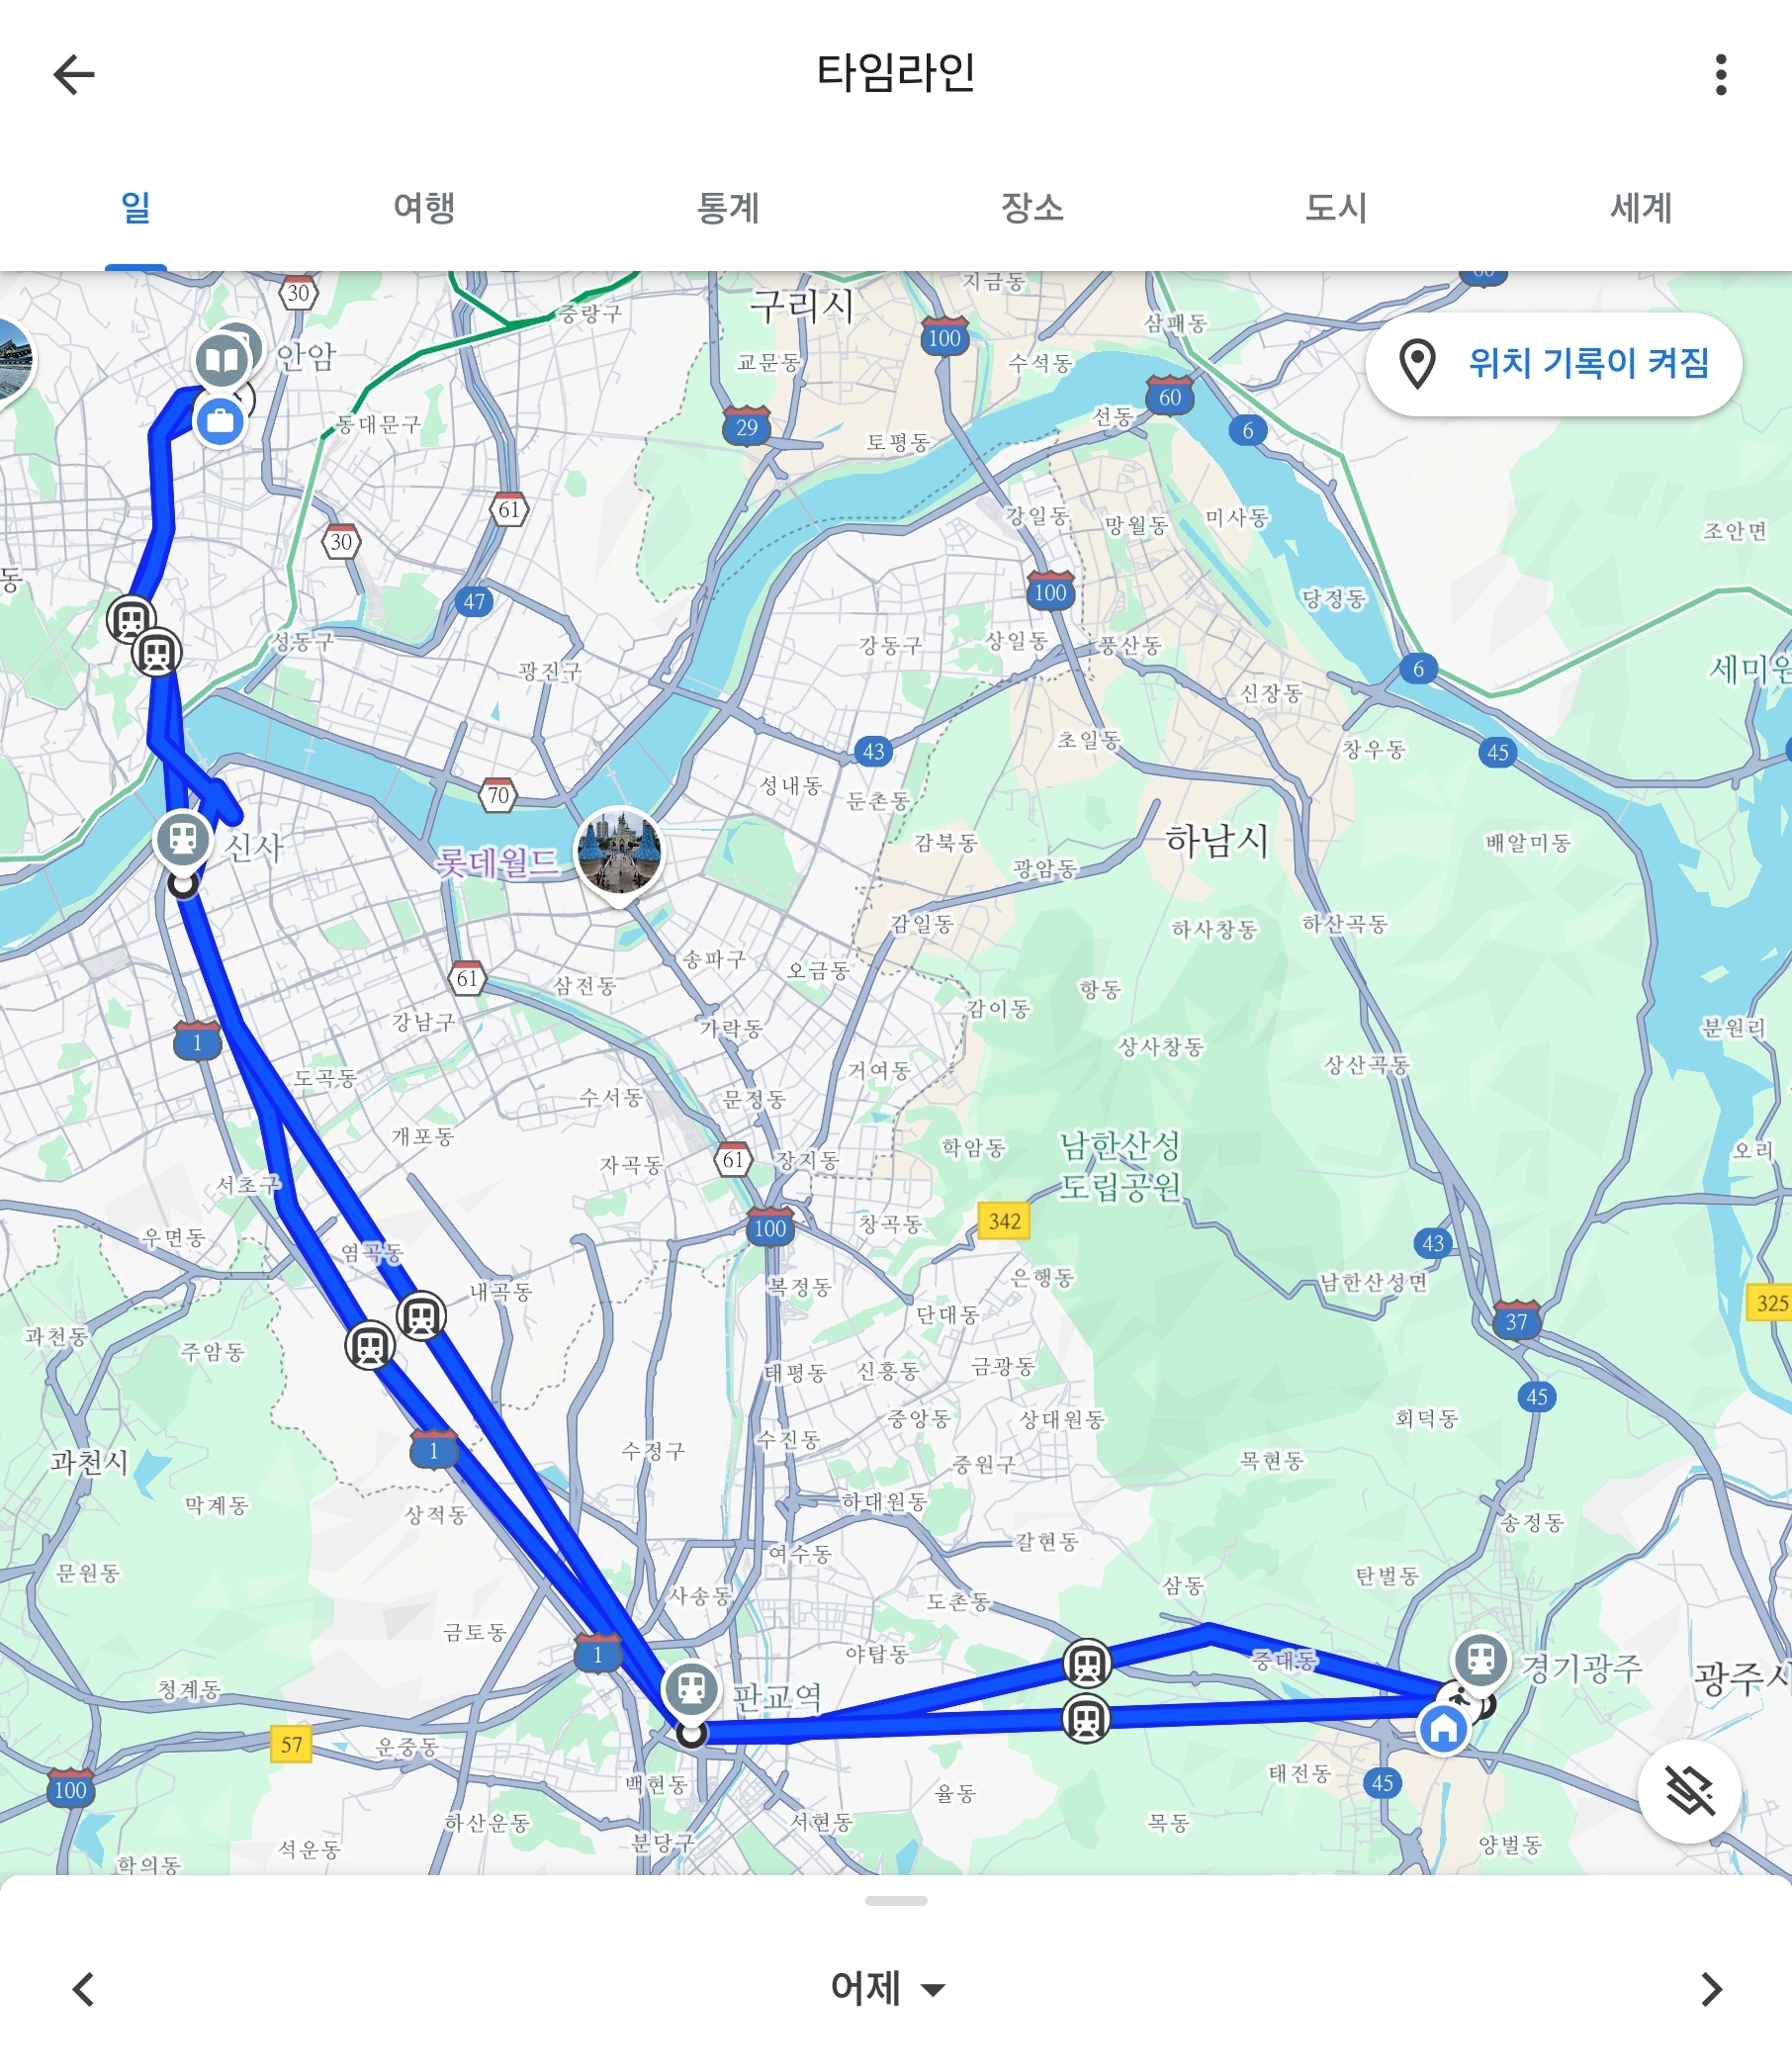 타임라인
일
여행
통계
장소
도시
세계
30
중랑구
구리시
지금동
안암
교문동
100
수석동
삼패동
위치 기록이 켜짐
60
동대문구
29
토평동
선동
6
61
30
강일동
망월동
미사동
조안면
동
47
100
당정동
성동구
광진구
강동구
상일동
풍산동
6
신장동
43
초일동
창우동
45
70
성내동
둔촌동
신사
롯데월드
감북동
광암동
하남시
배알미동
감일동
하사창동
하산곡동
61
삼전동
송파구
오금동
항동
감이동
강남구
가락동
분원리
1
상사창동
상산곡동
도곡동
수서동
문정동
거여동
개포동
자곡동
61
장지동
학암동
남한산성
도립공원
오리
서초구
우면동
염곡동
100
창곡동
342
43
내곡동
복정동
은행동
남한산성면
325
과천동
주암동
단대동
37
태평동
신흥동
금광동
45
1
수정구
수진동
중앙동
상대원동
회덕동
과천시
중원구
목현동
막계동
상적동
하대원동
송정동
문원동
여수동
갈현동
사송동
도촌동
삼동
탄벌동
금토동
1
야탑동
중대동
경기광주
청계동
판교역
57
운중동
100
백현동
율동
태전동
45
하산운동
서현동
목동
석운동
분당구
양벌동
학의동
어제